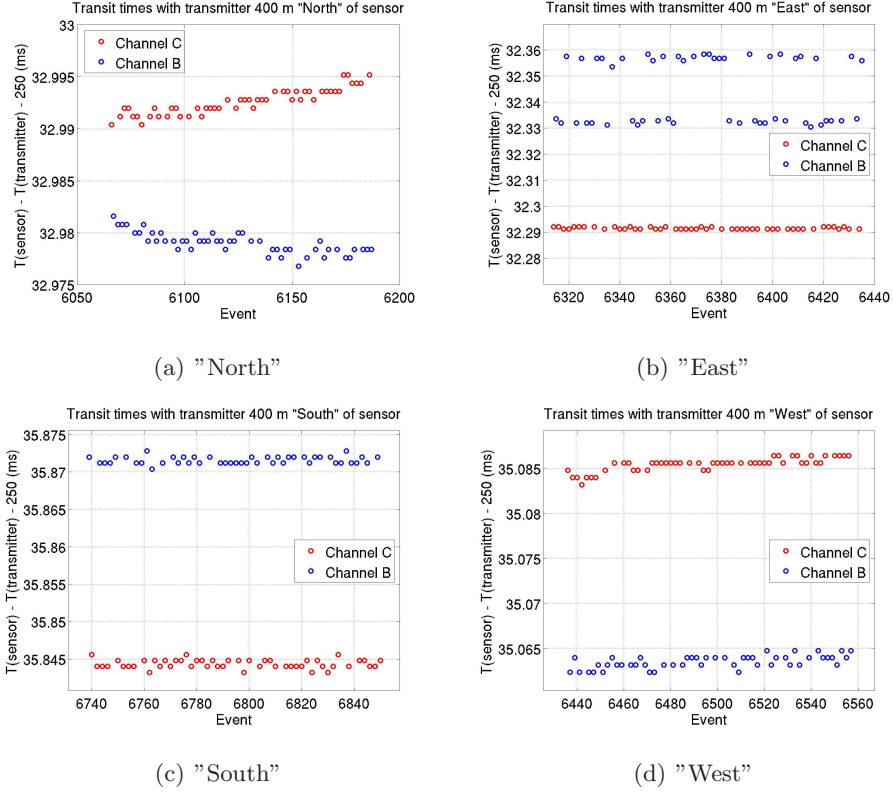 Transit times with transmitter 400 m "North" of sensor
33
32.995
32.99
32.985
32.98
32.975
T(sensor) - T(transmitter) - 250 (ms)
Channel C
Channel B
6050
6100
6150
6200
Event
(a) ”North”
Transit times with transmitter 400 m "East" of sensor
32.36
32.35
32.34
32.33
32.32
32.31
32.3
32.29
32.28
T(sensor) - T(transmitter) - 250 (ms)
Channel C
Channel B
6320
6340
6360
6380
6400
6420
6440
Event
(b) ”East”
Transit times with transmitter 400 m "South" of sensor
35.875
35.87
35.865
35.86
35.855
35.85
35.845
T(sensor) - T(transmitter) - 250 (ms)
Channel C
Channel B
6740
6760
6780
6800
6820
6840
Event
(c) ”South”
Transit times with transmitter 400 m "West" of sensor
35.085
35.08
35.075
35.07
35.065
T(sensor) - T(transmitter) - 250 (ms)
Channel C
Channel B
6440
6460
6480
6500
6520
6540
6560
Event
(d) ”West”